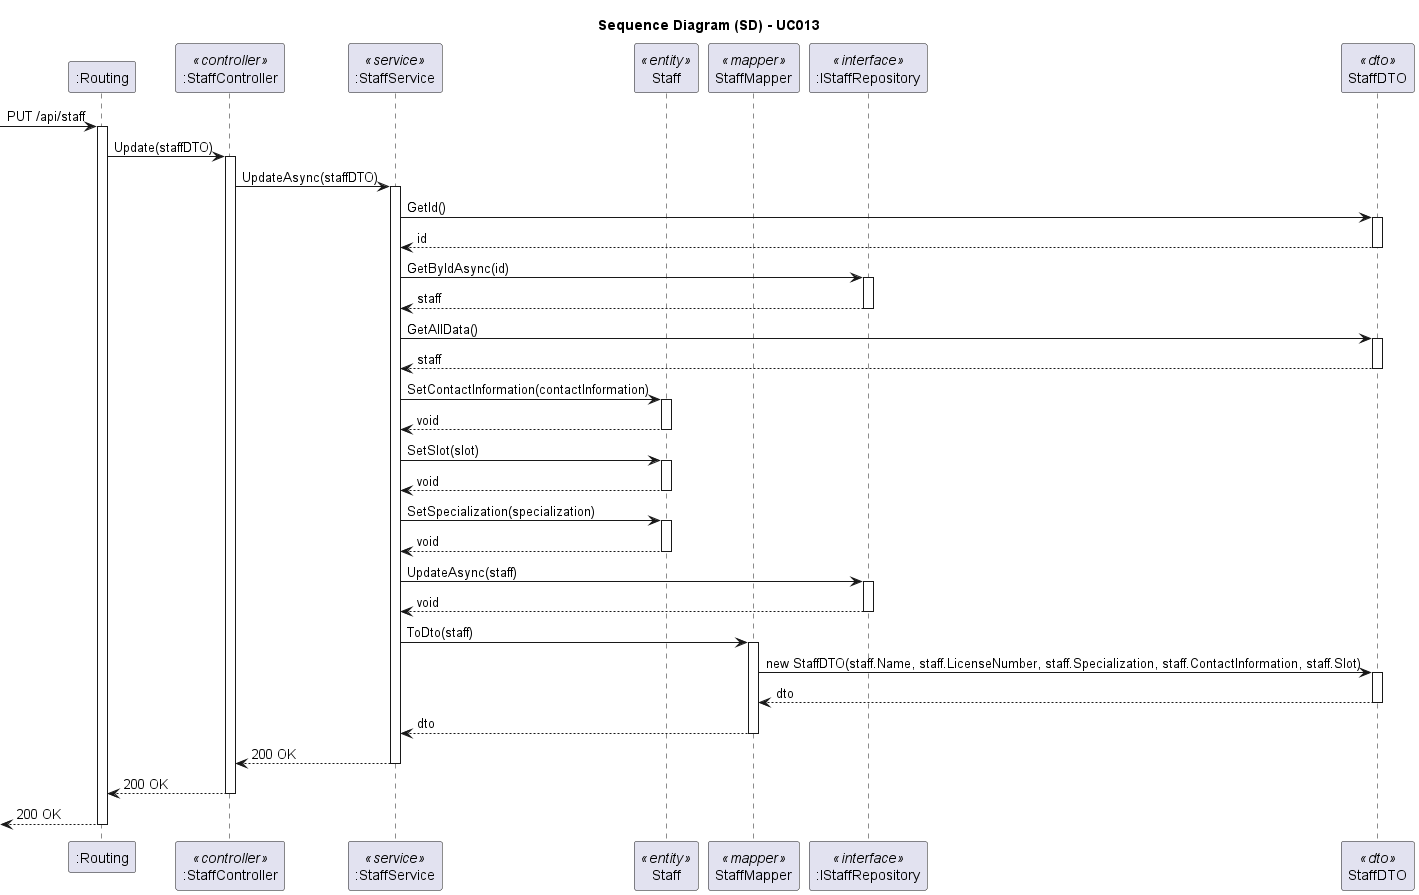 Sequence Diagram (SD) - UC013
:Routing
«controller»
:StaffController
«service»
:StaffService
«entity»
Staff
«mapper»
StaffMapper
«interface»
:IStaffRepository
«dto»
StaffDTO
PUT /api/staff
Update(staffDTO)
UpdateAsync(staffDTO)
GetId()
id
GetByIdAsync(id)
staff
GetAllData()
staff
SetContactInformation(contactInformation)
void
SetSlot(slot)
void
SetSpecialization(specialization)
void
UpdateAsync(staff)
void
ToDto(staff)
new StaffDTO(staff.Name, staff.LicenseNumber, staff.Specialization, staff.ContactInformation, staff.Slot)
dto
dto
200 OK
200 OK
200 OK
:Routing
«controller»
:StaffController
«service»
:StaffService
«entity»
Staff
«mapper»
StaffMapper
«interface»
:IStaffRepository
«dto»
StaffDTO